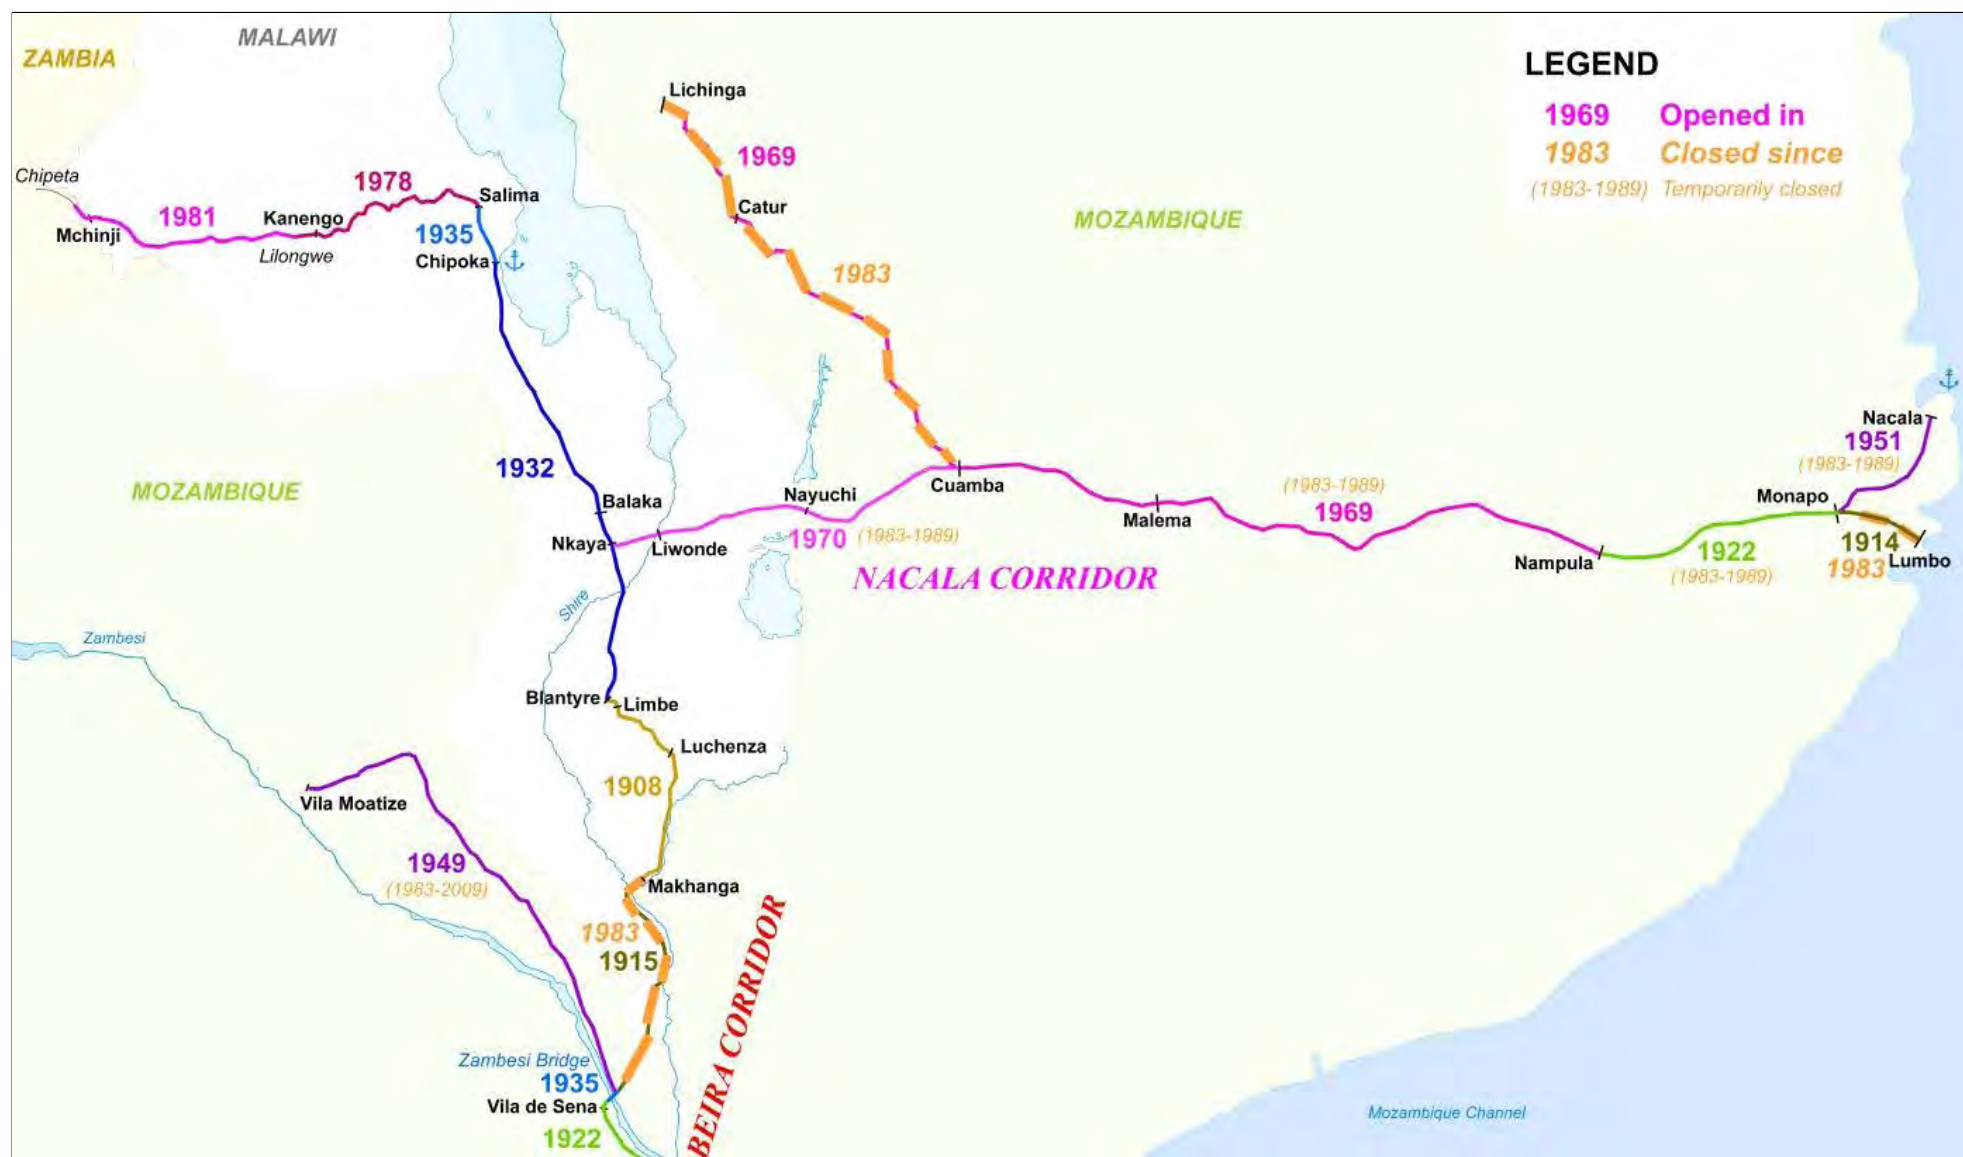 ZAMBIA
MALAWI
LEGEND
1969 Opened in
1983 Closed since
(1983-1989) Temporarily closed
Lichinga
1969
Chipeta
1978
Salima
1981
Kanengo
Catur
Mchinji
1935
MOZAMBIQUE
Lilongwe
Chipoka
1983
Nacala
1951
(1983-1989)
1932
MOZAMBIQUE
Balaka
Nayuchi
Cuamba
(1983-1989)
Monapo
Malema
1969
Nkaya
Liwonde
1970 (1983-1989)
1914
1922
Nampula
Lumbo
1983
(1983-1989)
NACALA CORRIDOR
Shire
Zambesi
Blantyre
Limbe
Luchenza
1908
Vila Moatize
1949
(1983-2009)
Makhanga
1983
1915
BEIRA CORRIDOR
Zambesi Bridge
1935
Vila de Sena
1922
Mozambique Channel